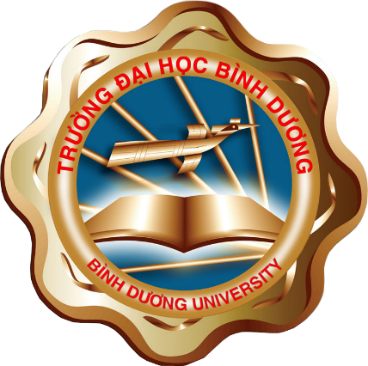 TRƯỜNG ĐẠI HỌC BÌNH DƯƠNG
BÌNH DƯƠNG UNIVERSITY